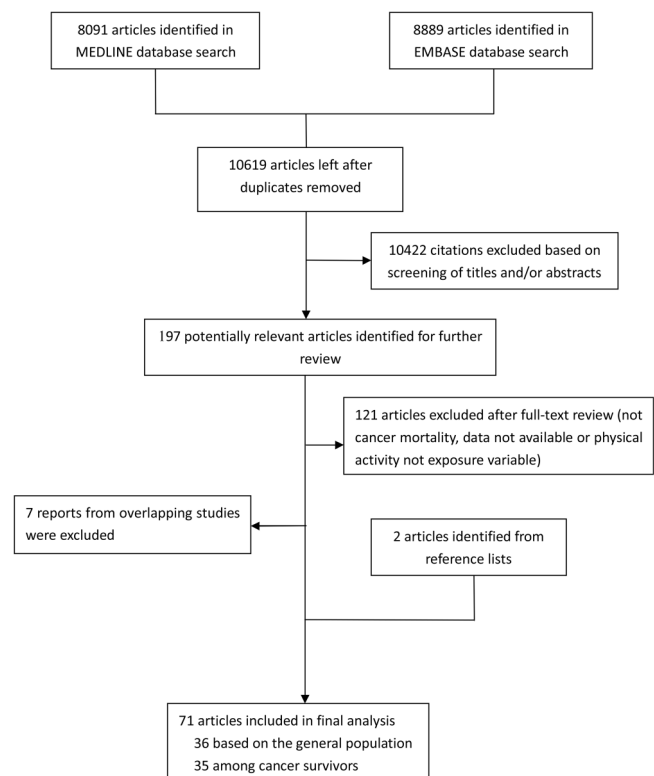 8091 articles identified in
MEDLINE database search
8889 articles identified in
EMBASE database search
10619 articles left after
duplicates removed
10422 citations excluded based on
screening of titles and/or abstracts
197 potentially relevant articles identified for further
review
121 articles excluded after full-text review (not
cancer mortality, data not available or physical
activity not exposure variable)
7 reports from overlapping studies
were excluded
2 articles identified from
reference lists
71 articles included in final analysis
36 based on the general population
35 among cancer survivors